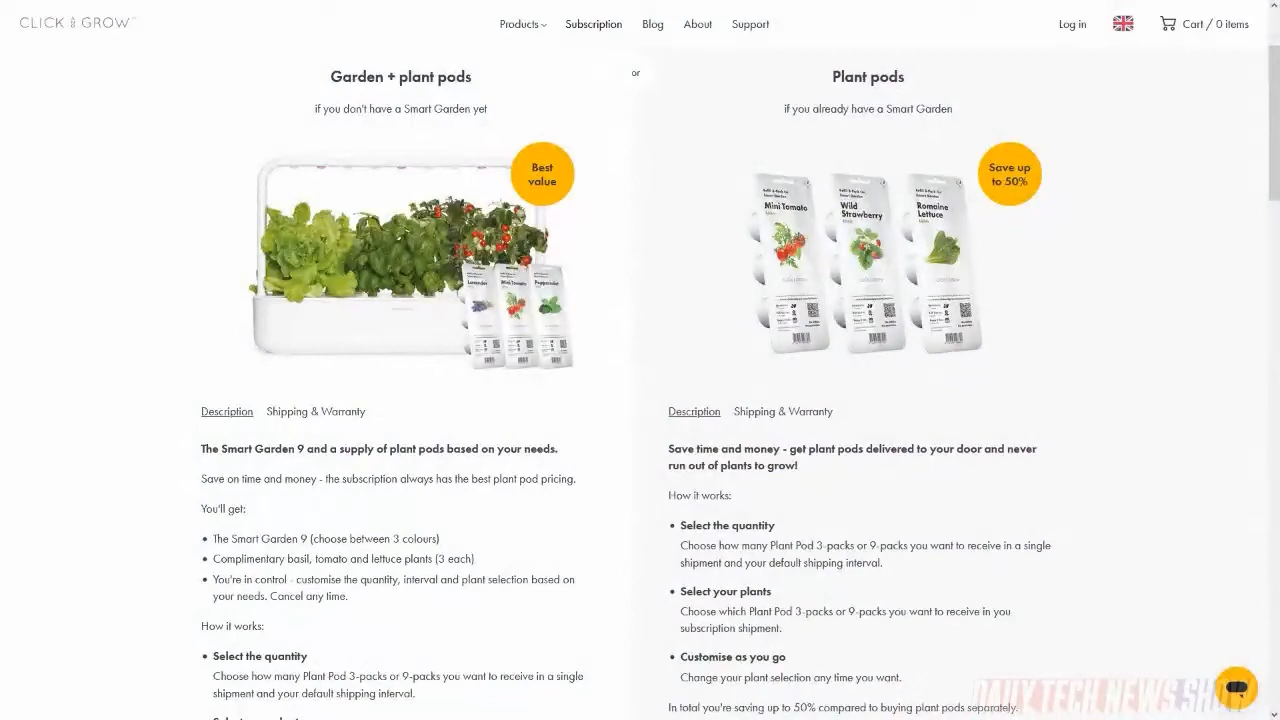 CLICK & GROW
Products
Subscription
Blog
About
Support
Log in
Cart / 0 items
Garden + plant pods
if you don't have a Smart Garden yet
or
Plant pods
if you already have a Smart Garden
Best
value
Lavender
Mini Tomato
Peppermint
Save up
to 50%
Mini Tomato
Wild
Strawberry
Romaine
Lettuce
Description
Shipping & Warranty
The Smart Garden 9 and a supply of plant pods based on your needs.
Save on time and money - the subscription always has the best plant pod pricing.
You'll get:
• The Smart Garden 9 (choose between 3 colours)
• Complimentary basil, tomato and lettuce plants (3 each)
• You're in control - customise the quantity, interval and plant selection based on
your needs. Cancel any time.
How it works:
• Select the quantity
Choose how many Plant Pod 3-packs or 9-packs you want to receive in a single
shipment and your default shipping interval.
Description
Shipping & Warranty
Save time and money - get plant pods delivered to your door and never
run out of plants to grow!
How it works:
• Select the quantity
Choose how many Plant Pod 3-packs or 9-packs you want to receive in a single
shipment and your default shipping interval.
• Select your plants
Choose which Plant Pod 3-packs or 9-packs you want to receive in you
subscription shipment.
• Customise as you go
Change your plant selection any time you want.
In total you're saving up to 50% compared to buying plant pods separately.
DAILY TECH NEWS SHOW